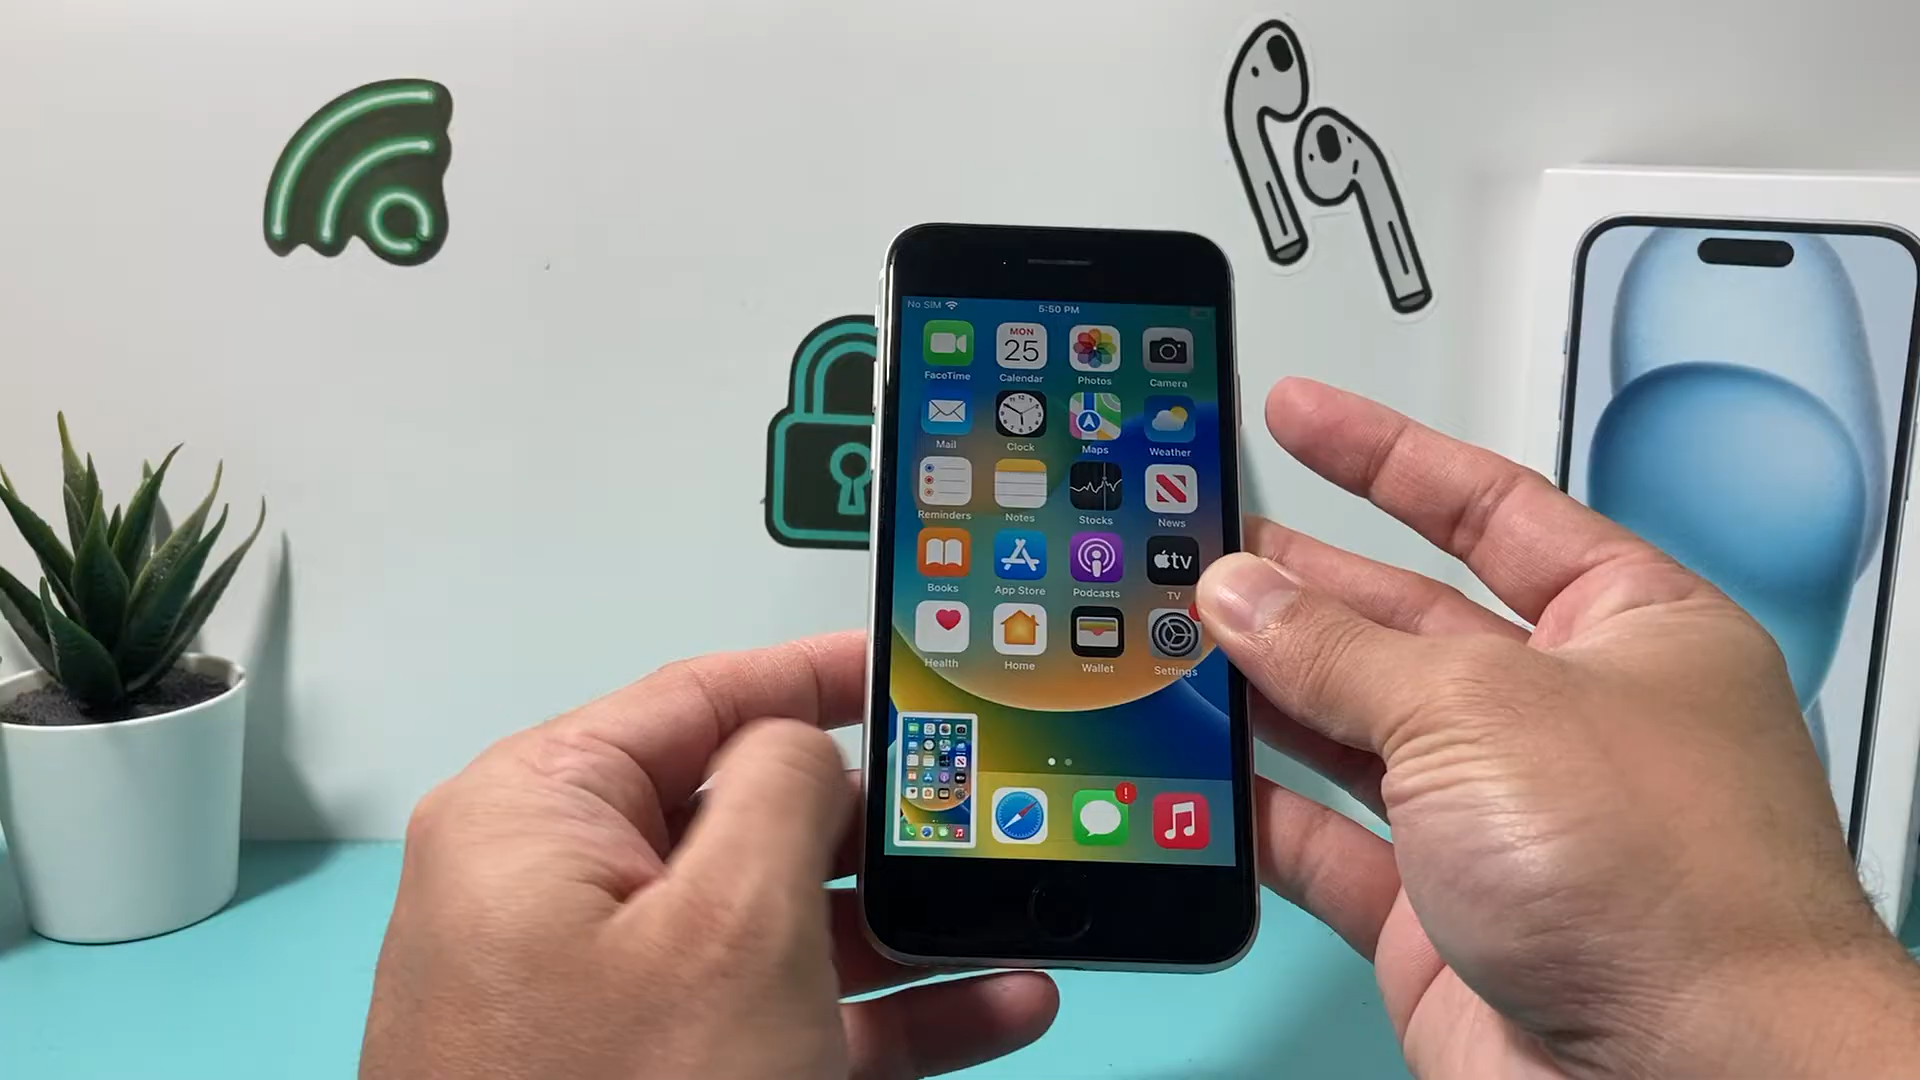 No SIM 5:50 PM
MON
25
FaceTime Calendar Photos Camera
Mail Clock Maps Weather
Reminders Notes Stocks News
tv
Books App Store Podcasts TV
Health Home Wallet Settings
!